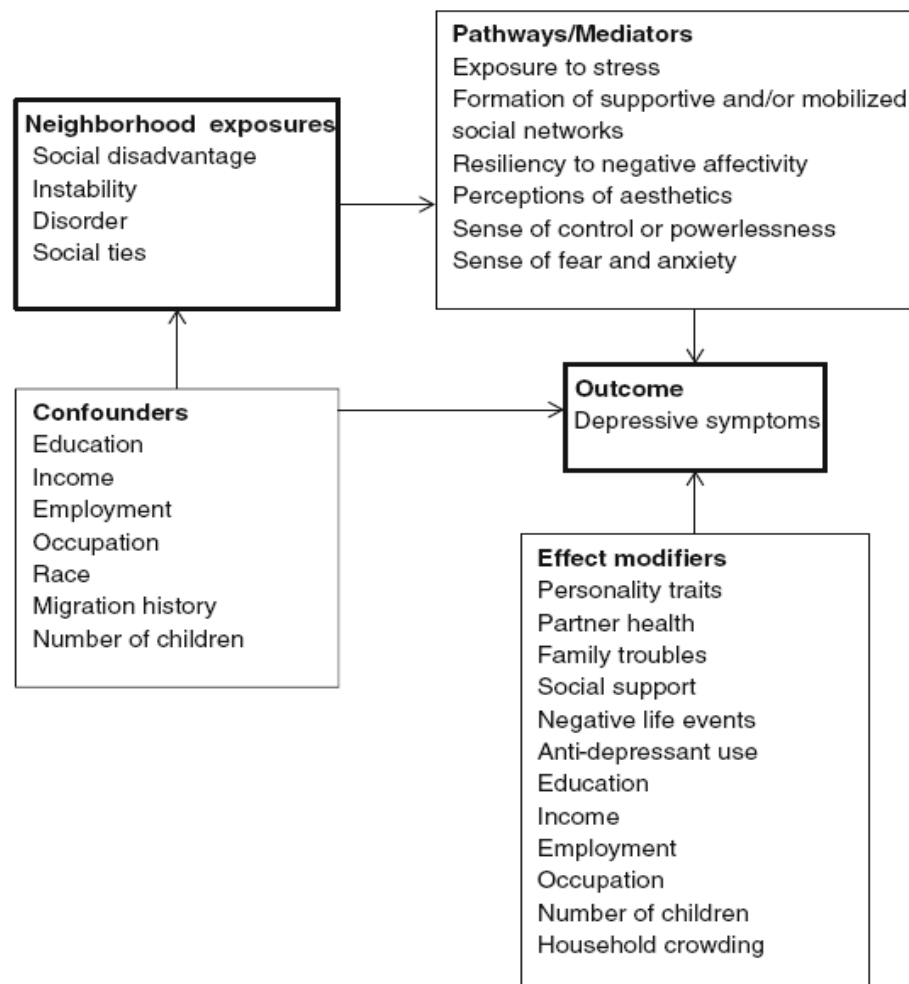 Pathways/Mediators
Exposure to stress
Formation of supportive and/or mobilized
social networks
Resiliency to negative affectivity
Perceptions of aesthetics
Sense of control or powerlessness
Sense of fear and anxiety
Neighborhood exposures
Social disadvantage
Instability
Disorder
Social ties
Confounders
Education
Income
Employment
Occupation
Race
Migration history
Number of children
Outcome
Depressive symptoms
Effect modifiers
Personality traits
Partner health
Family troubles
Social support
Negative life events
Anti-depressant use
Education
Income
Employment
Occupation
Number of children
Household crowding